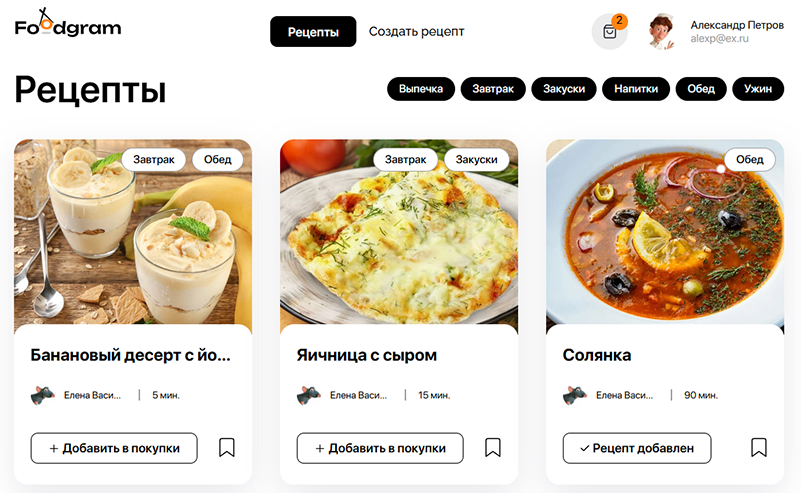 Foodgram
Рецепты
Создать рецепт
2
Александр Петров
alexp@ex.ru
Рецепты
Выпечка
Завтрак
Закуски
Напитки
Обед
Ужин
Завтрак
Обед
Банановый десерт с йо...
Елена Васи... | 5 мин.
+ Добавить в покупки
Завтрак
Закуски
Яичница с сыром
Елена Васи... | 15 мин.
+ Добавить в покупки
Обед
Солянка
Елена Васи... | 90 мин.
✓ Рецепт добавлен